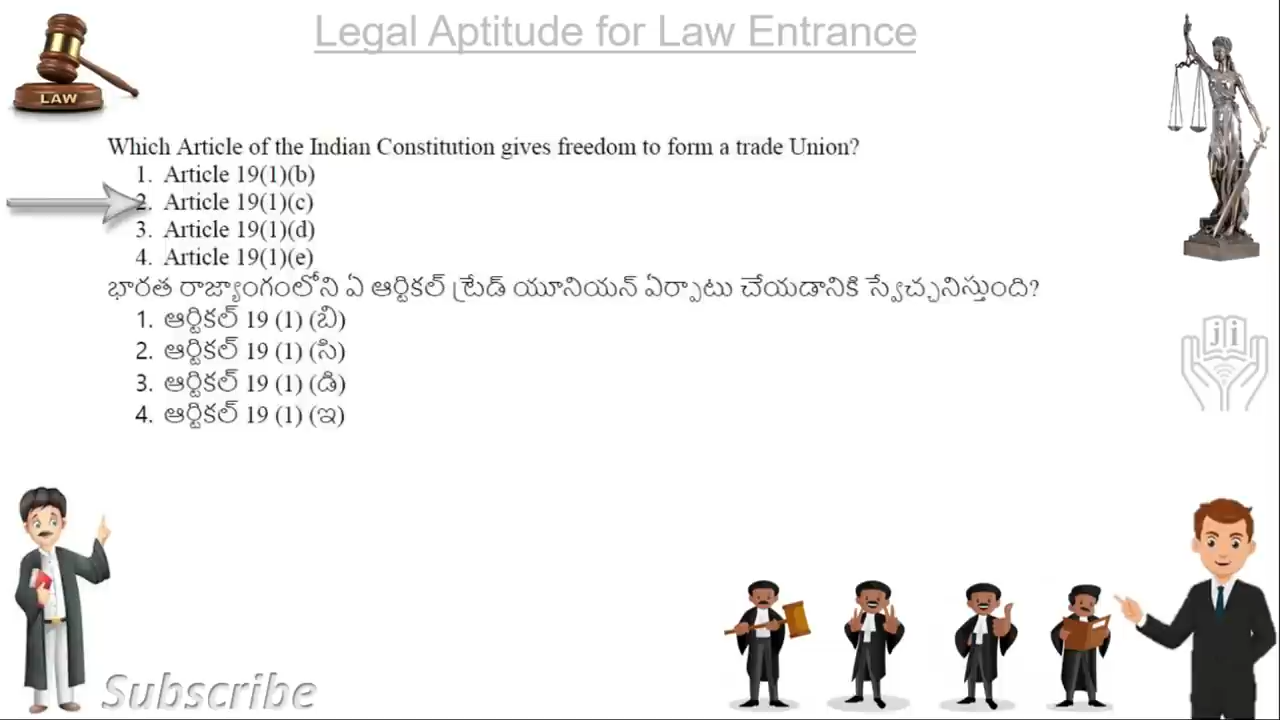 Legal Aptitude for Law Entrance
LAW
Which Article of the Indian Constitution gives freedom to form a trade Union?
1. Article 19(1)(b)
2. Article 19(1)(c)
3. Article 19(1)(d)
4. Article 19(1)(e)
భారత రాజ్యాంగంలోని ఏ ఆర్టికల్ ట్రేడ్ యూనియన్ ఏర్పాటు చేయడానికి స్వేచ్ఛనిస్తుంది?
1. ఆర్టికల్ 19 (1) (బి)
2. ఆర్టికల్ 19 (1) (సి)
3. ఆర్టికల్ 19 (1) (డి)
4. ఆర్టికల్ 19 (1) (ఇ)
ji
Subscribe